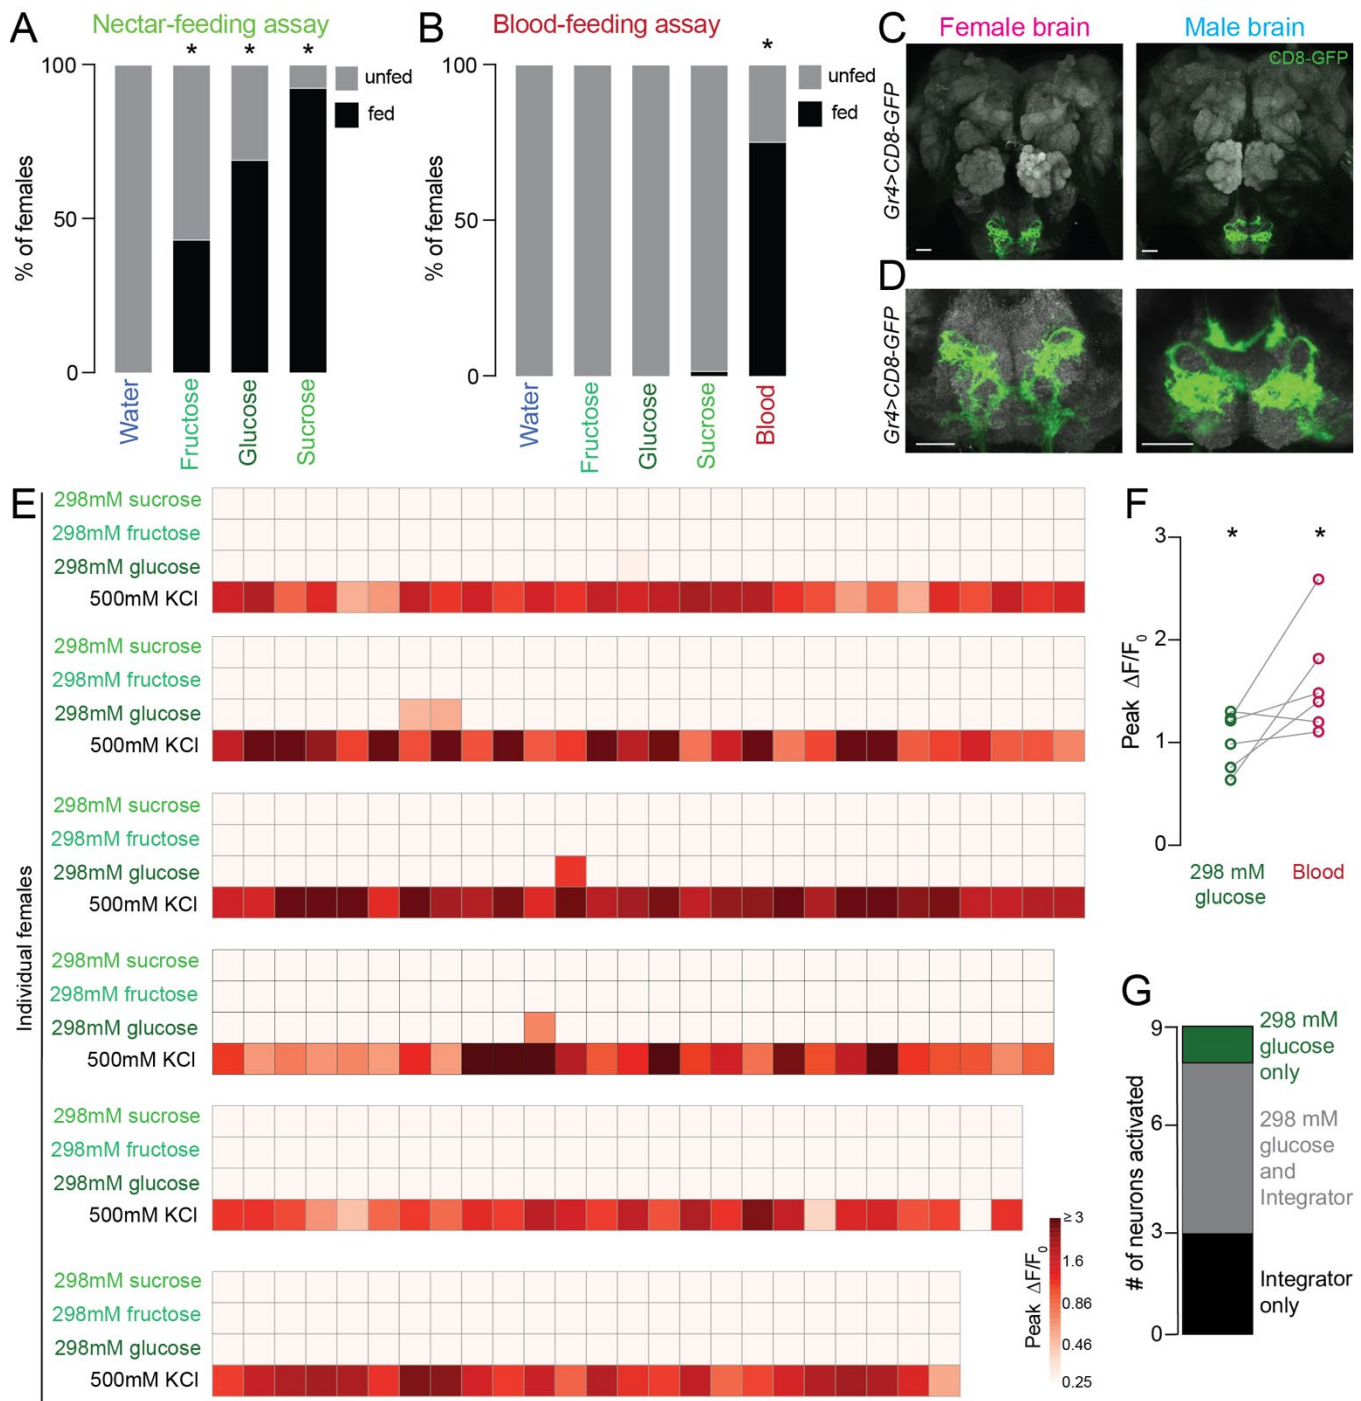 A
Nectar-feeding assay
* * *
100
50
0
% of females
unfed
fed
Water
Fructose
Glucose
Sucrose
B
Blood-feeding assay
*
100
50
0
% of females
unfed
fed
Water
Fructose
Glucose
Sucrose
Blood
C
Female brain
Male brain
CD8-GFP
Gr4>CD8-GFP
D
Gr4>CD8-GFP
E
Individual females
298mM sucrose
298mM fructose
298mM glucose
500mM KCl
298mM sucrose
298mM fructose
298mM glucose
500mM KCl
298mM sucrose
298mM fructose
298mM glucose
500mM KCl
298mM sucrose
298mM fructose
298mM glucose
500mM KCl
298mM sucrose
298mM fructose
298mM glucose
500mM KCl
298mM sucrose
298mM fructose
298mM glucose
500mM KCl
Peak ΔF/F₀
≥ 3
1.6
0.86
0.46
0.25
F
* *
3
2
1
0
Peak ΔF/F₀
298 mM
glucose
Blood
G
9
6
3
0
# of neurons activated
298 mM
glucose
only
298 mM
glucose
and
Integrator
Integrator
only